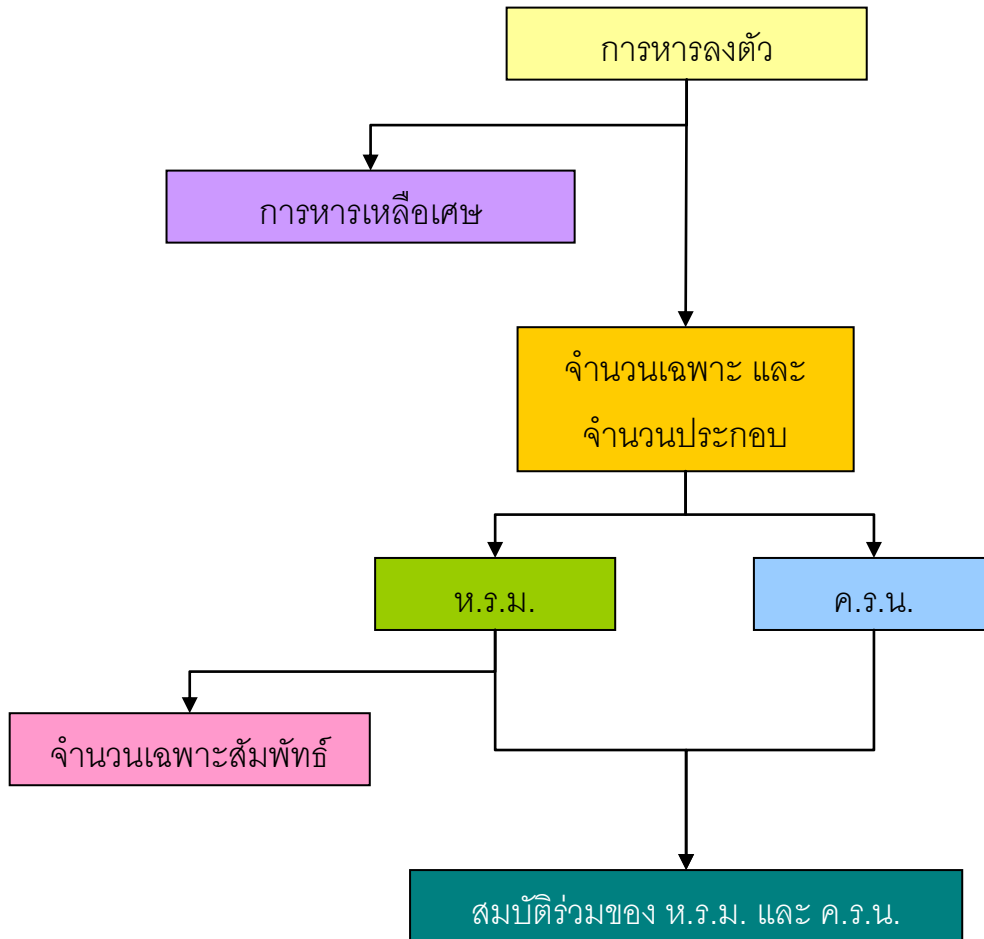 การหารลงตัว
การหารเหลือเศษ
จำนวนเฉพาะ และ
จำนวนประกอบ
ห.ร.ม.
ค.ร.น.
จำนวนเฉพาะสัมพัทธ์
สมบัติร่วมของ ห.ร.ม. และ ค.ร.น.